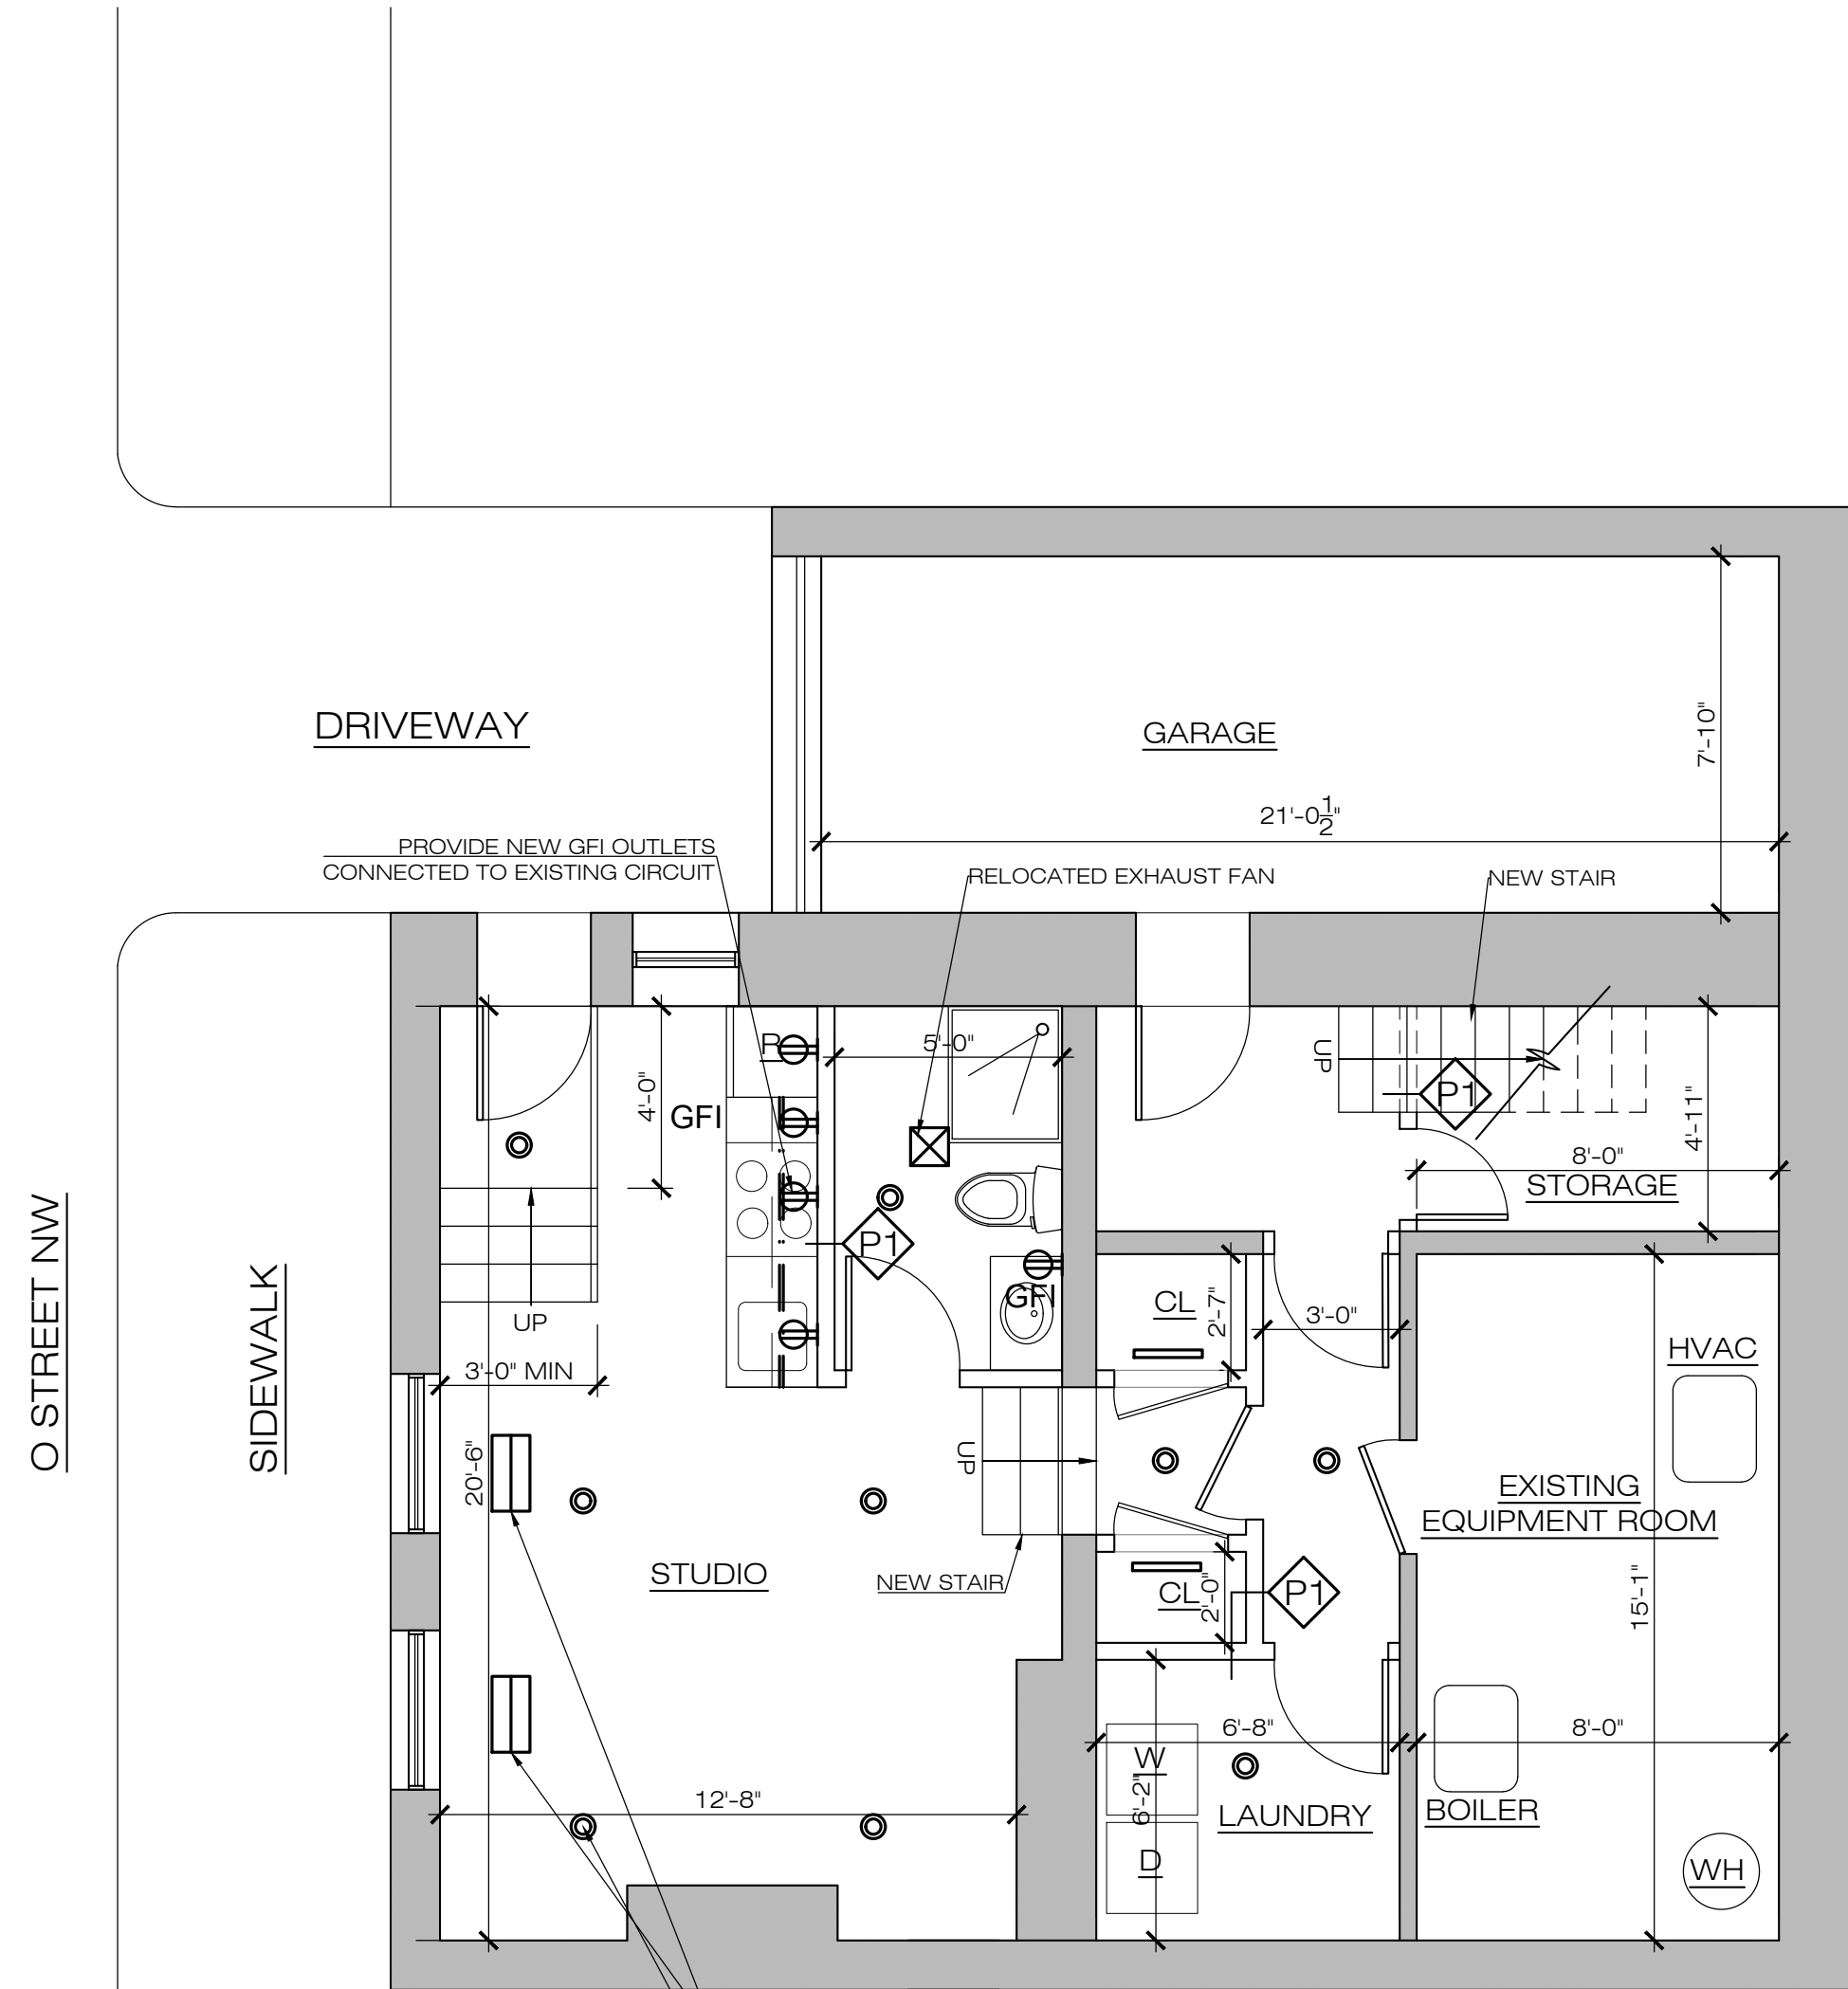 DRIVEWAY
GARAGE
7'-10"
21'-0 1/2"
PROVIDE NEW GFI OUTLETS
CONNECTED TO EXISTING CIRCUIT
RELOCATED EXHAUST FAN
NEW STAIR
R
5'-0"
UP
4'-0"
GFI
P1
4'-11"
8'-0"
STORAGE
O STREET NW
SIDEWALK
P1
UP
GFI
CL
2'-7"
3'-0"
HVAC
3'-0" MIN
20'-6"
UP
EXISTING
EQUIPMENT ROOM
STUDIO
NEW STAIR
CL
2'-0"
P1
15'-1"
6'-8"
8'-0"
W
6'-2"
12'-8"
LAUNDRY
BOILER
D
WH